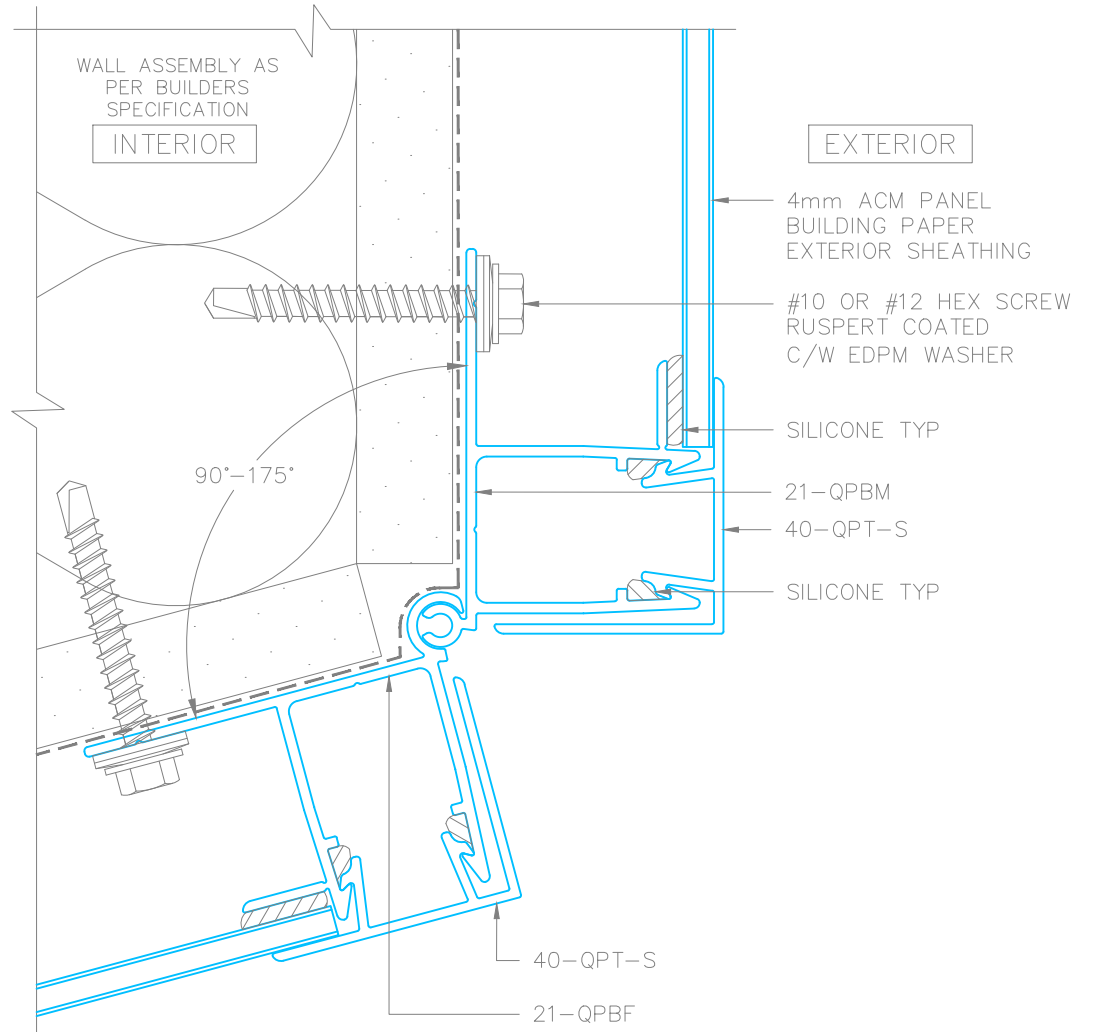 WALL ASSEMBLY AS
PER BUILDERS
SPECIFICATION
INTERIOR
EXTERIOR
4mm ACM PANEL
BUILDING PAPER
EXTERIOR SHEATHING
#10 OR #12 HEX SCREW
RUSPERT COATED
C/W EDPM WASHER
SILICONE TYP
90°-175°
21-QPBM
40-QPT-S
SILICONE TYP
40-QPT-S
21-QPBF